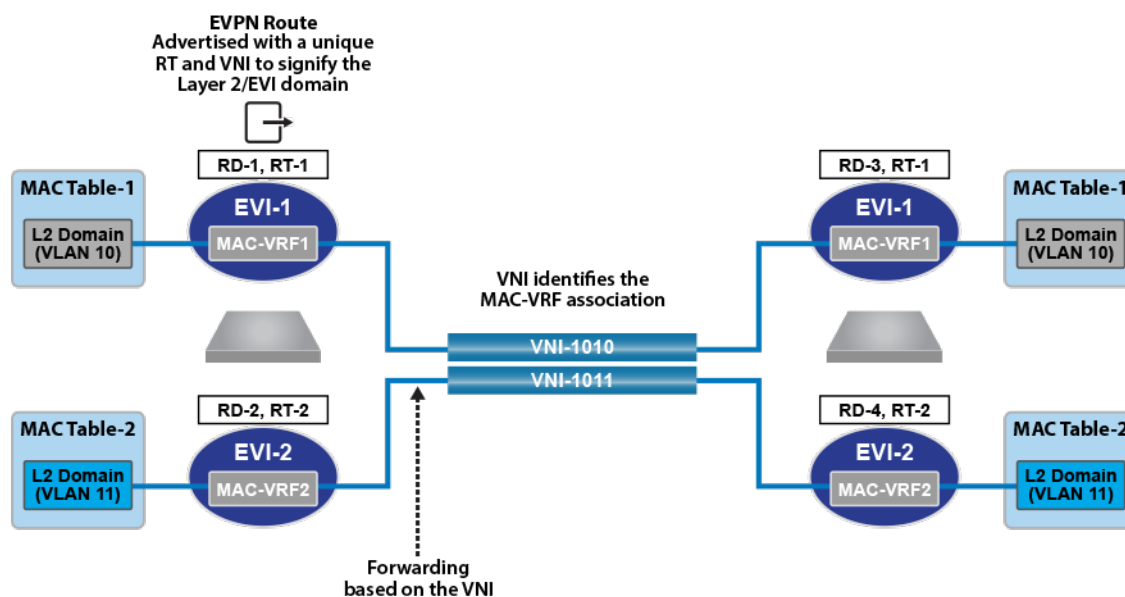 EVPN Route
Advertised with a unique
RT and VNI to signify the
Layer 2/EVI domain
RD-1, RT-1
RD-3, RT-1
MAC Table-1
EVI-1
EVI-1
MAC Table-1
L2 Domain
(VLAN 10)
MAC-VRF1
MAC-VRF1
L2 Domain
(VLAN 10)
VNI identifies the
MAC-VRF association
VNI-1010
VNI-1011
RD-2, RT-2
RD-4, RT-2
MAC Table-2
EVI-2
EVI-2
MAC Table-2
L2 Domain
(VLAN 11)
MAC-VRF2
MAC-VRF2
L2 Domain
(VLAN 11)
Forwarding
based on the VNI